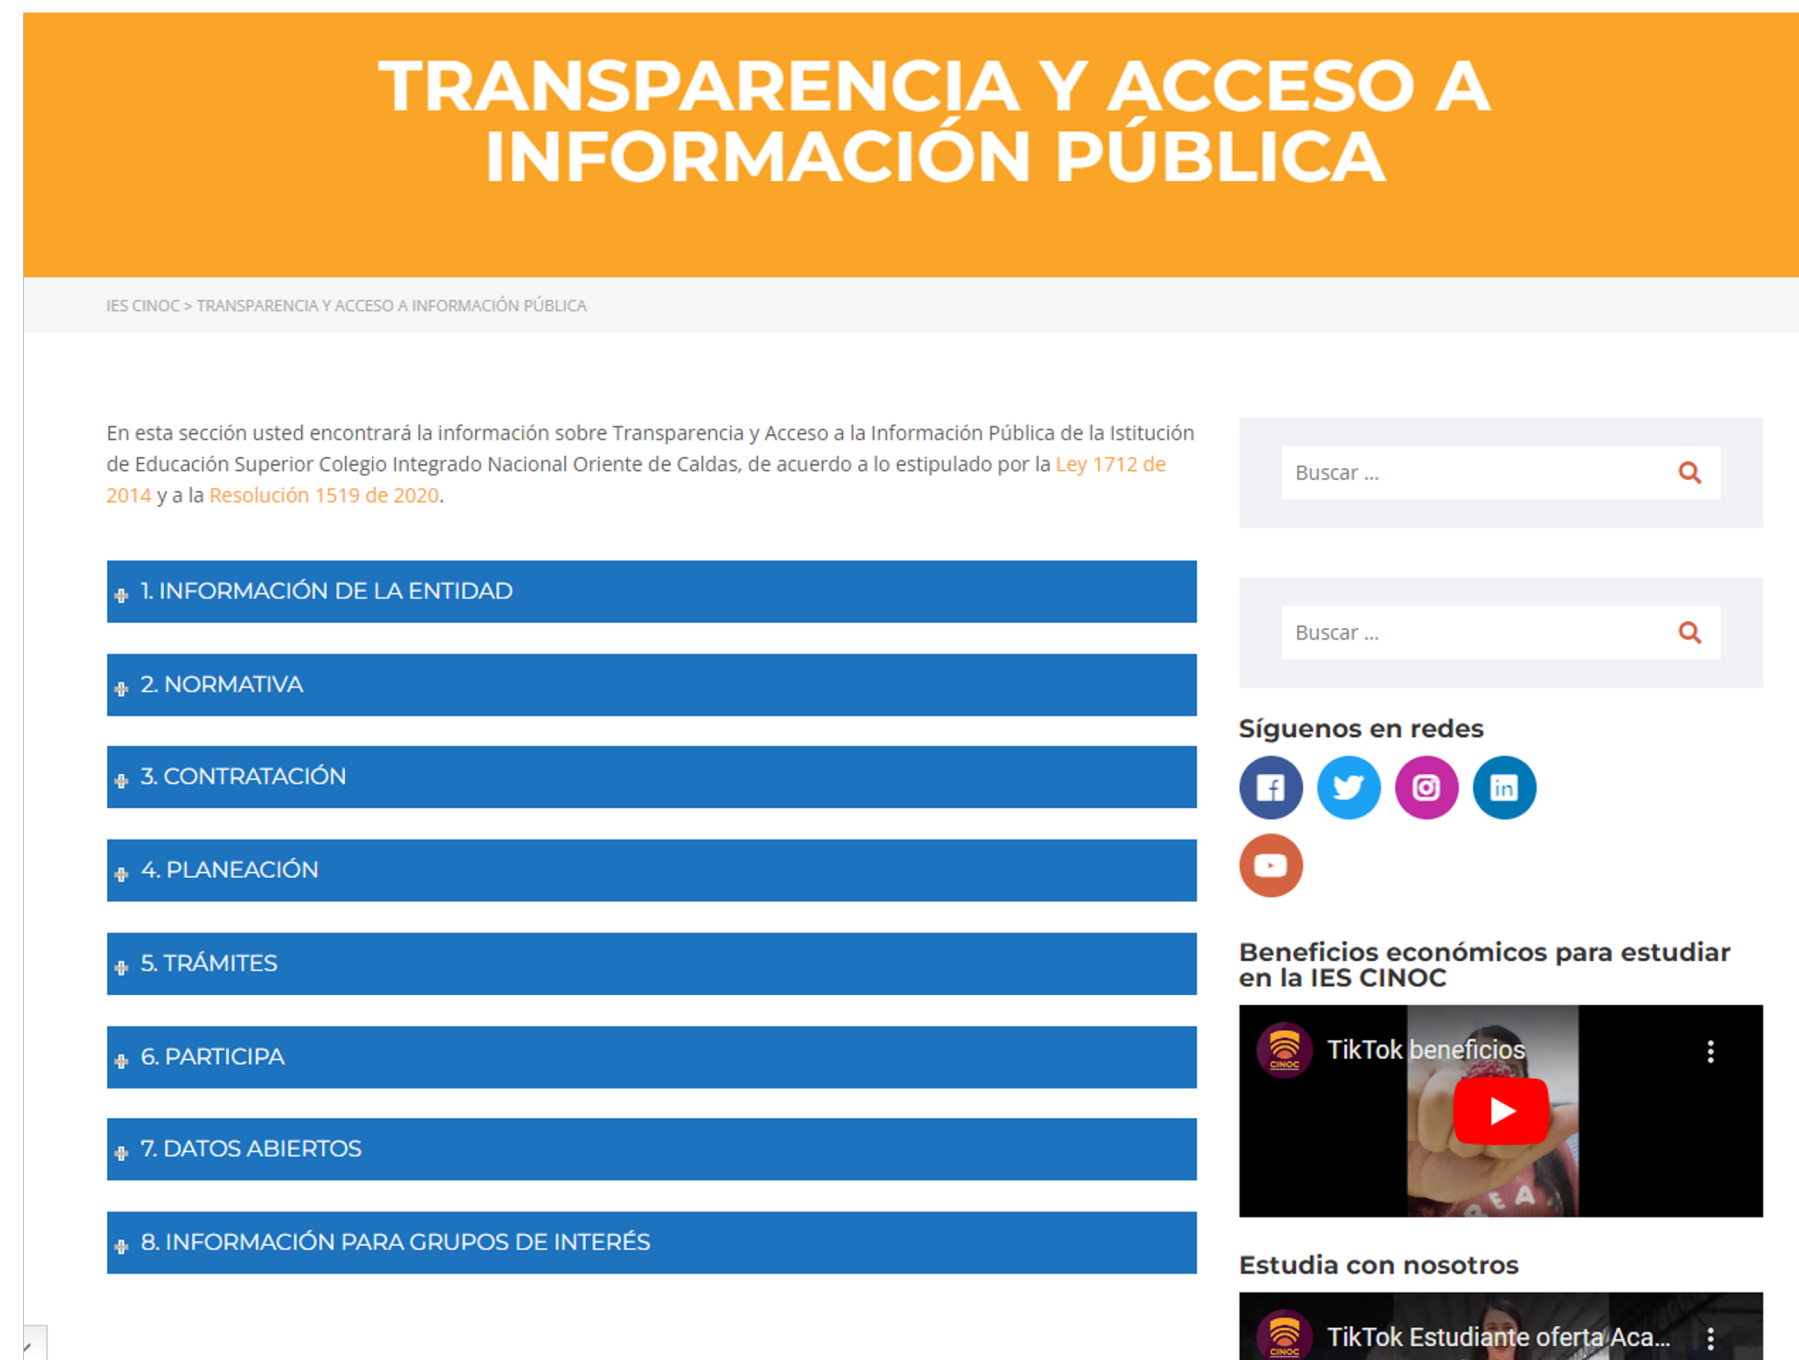 TRANSPARENCIA Y ACCESO A
INFORMACIÓN PÚBLICA
IES CINOC > TRANSPARENCIA Y ACCESO A INFORMACIÓN PÚBLICA
En esta sección usted encontrará la información sobre Transparencia y Acceso a la Información Pública de la Istitución
de Educación Superior Colegio Integrado Nacional Oriente de Caldas, de acuerdo a lo estipulado por la Ley 1712 de
2014 y a la Resolución 1519 de 2020.
1. INFORMACIÓN DE LA ENTIDAD
2. NORMATIVA
3. CONTRATACIÓN
4. PLANEACIÓN
5. TRÁMITES
6. PARTICIPA
7. DATOS ABIERTOS
8. INFORMACIÓN PARA GRUPOS DE INTERÉS
Buscar ...
Buscar ...
Síguenos en redes
Beneficios económicos para estudiar
en la IES CINOC
CINOC
TikTok beneficios
E A
Estudia con nosotros
CINOC
TikTok Estudiante oferta Aca...